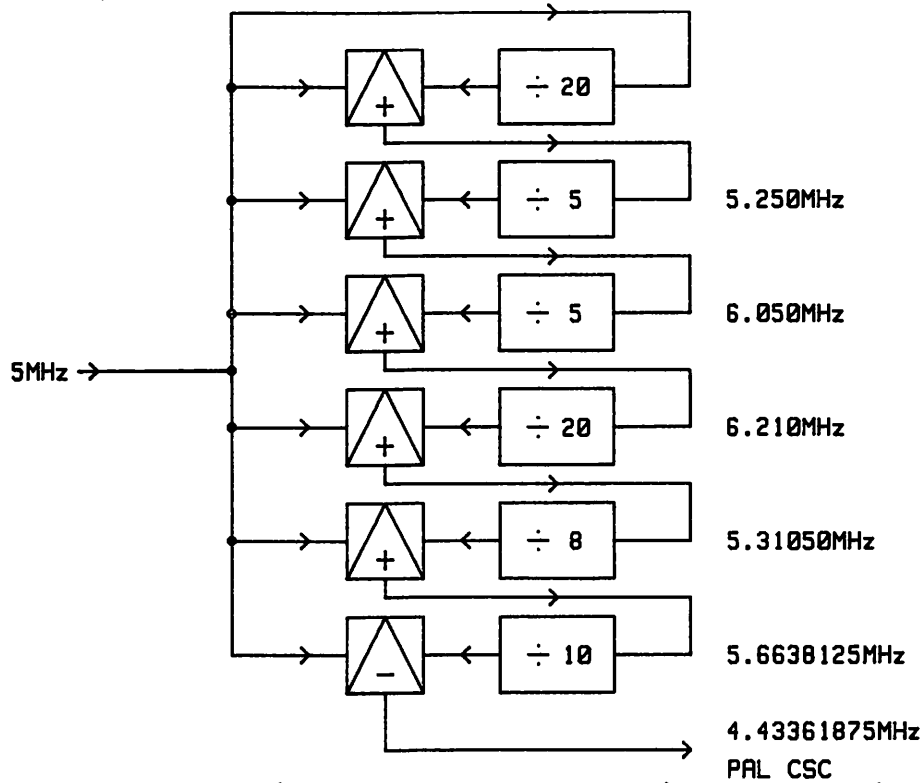 ÷ 20
+
÷ 5
5.250MHz
+
÷ 5
6.050MHz
+
5MHz
÷ 20
6.210MHz
+
÷ 8
5.31050MHz
+
÷ 10
5.6638125MHz
−
4.43361875MHz
PAL CSC